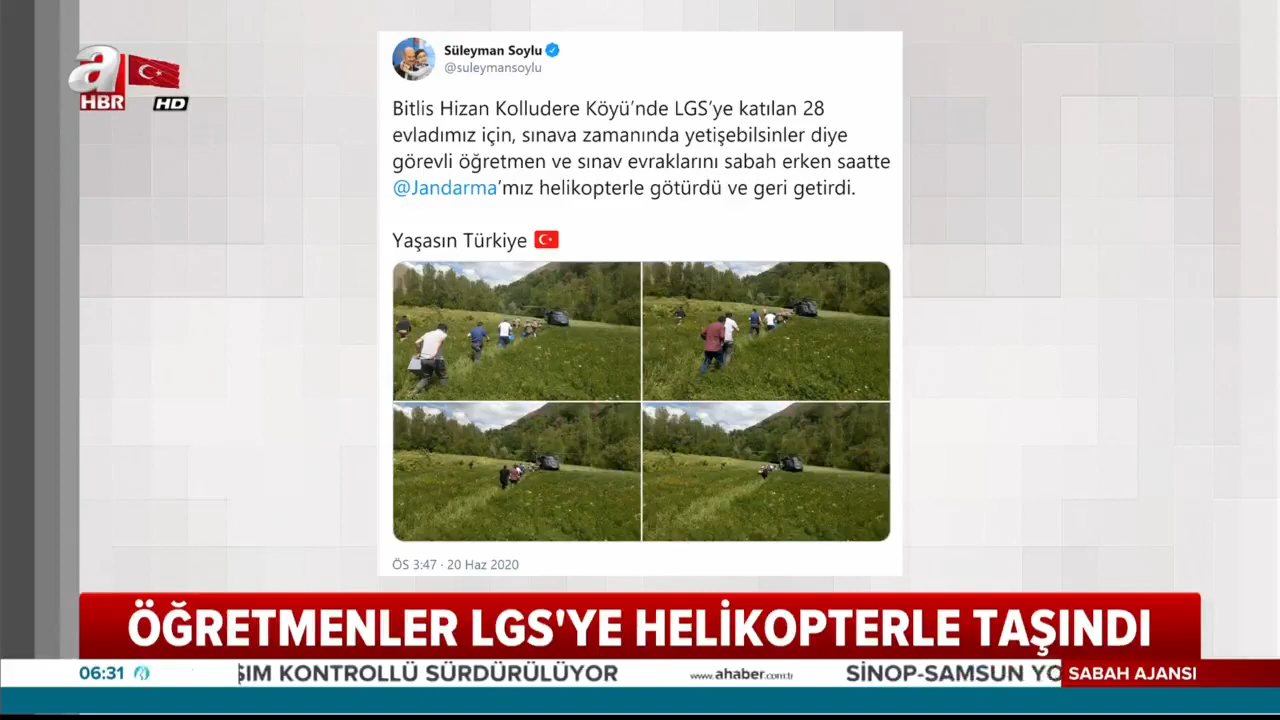 a
HBR
HD
Süleyman Soylu
@suleymansoylu
Bitlis Hizan Kolludere Köyü'nde LGS'ye katılan 28
evladımız için, sınava zamanında yetişebilsinler diye
görevli öğretmen ve sınav evraklarını sabah erken saatte
@Jandarma'mız helikopterle götürdü ve geri getirdi.
Yaşasın Türkiye
ÖS 3:47 · 20 Haz 2020
ÖĞRETMENLER LGS'YE HELİKOPTERLE TAŞINDI
06:31 ŞIM KONTROLLÜ SÜRDÜRÜLÜYOR www.ahaber.com.tr SİNOP-SAMSUN YO SABAH AJANSI